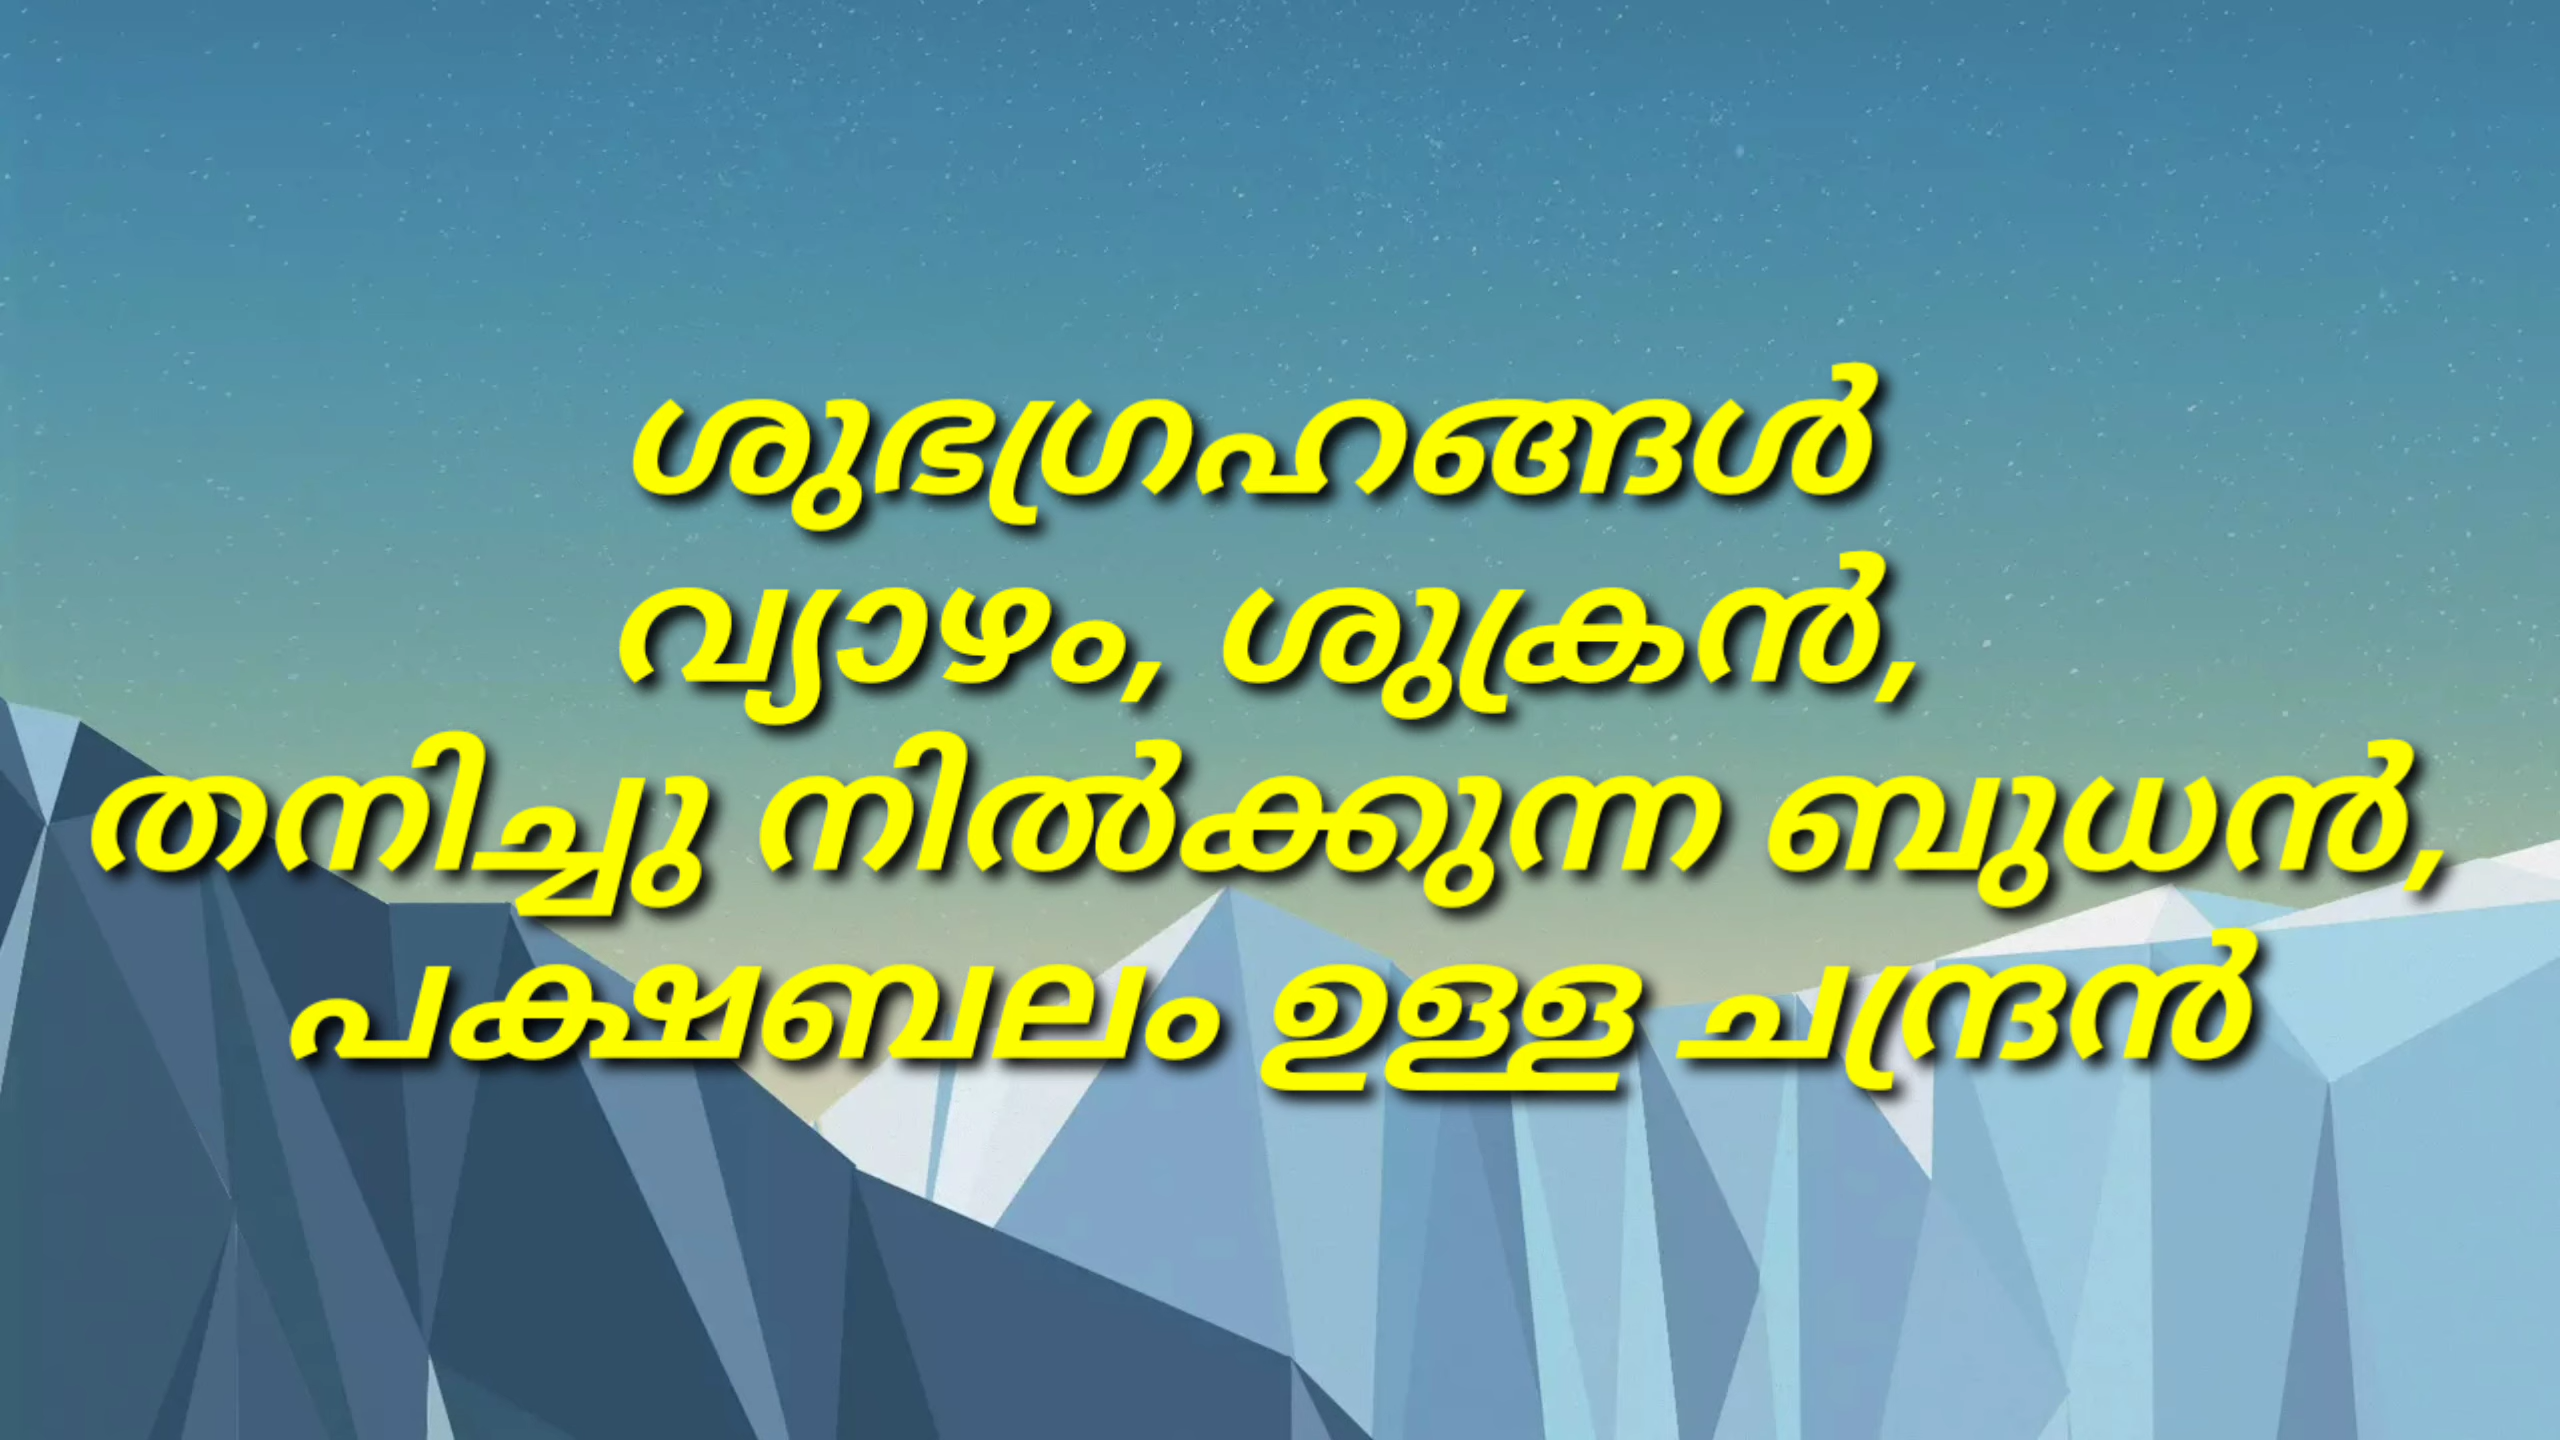 ശുഭഗ്രഹങ്ങൾ
വ്യാഴം, ശുക്രൻ,
തനിച്ചു നിൽക്കുന്ന ബുധൻ,
പക്ഷബലം ഉള്ള ചന്ദ്രൻ